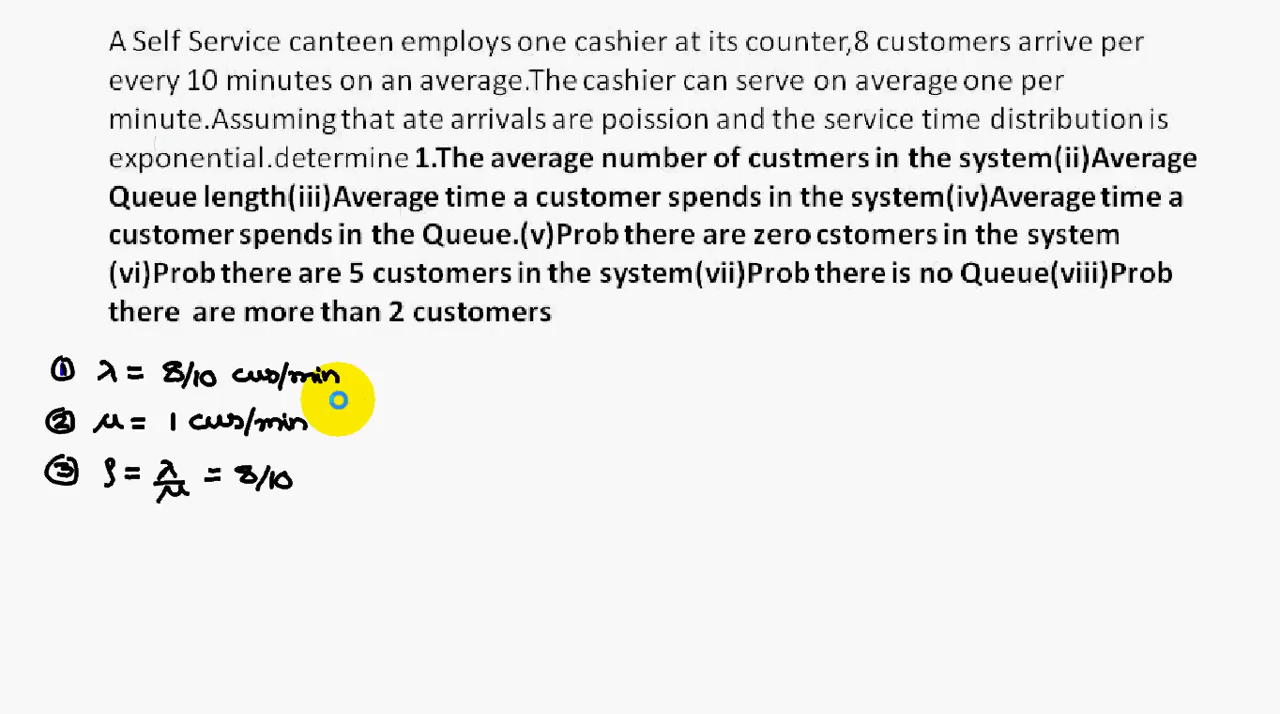 A Self Service canteen employs one cashier at its counter,8 customers arrive per
every 10 minutes on an average.The cashier can serve on average one per
minute.Assuming that ate arrivals are poission and the service time distribution is
exponential.determine 1.The average number of custmers in the system(ii)Average
Queue length(iii)Average time a customer spends in the system(iv)Average time a
customer spends in the Queue.(v)Prob there are zero cstomers in the system
(vi)Prob there are 5 customers in the system(vii)Prob there is no Queue(viii)Prob
there are more than 2 customers
① λ = 8/10 cus/min
② μ = 1 cus/min
③ ρ = λ/μ = 8/10